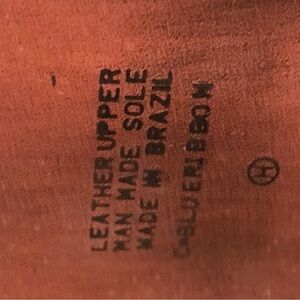 LEATHER UPPER
MAN MADE SOLE
MADE IN BRAZIL
BLUERIBBON
H